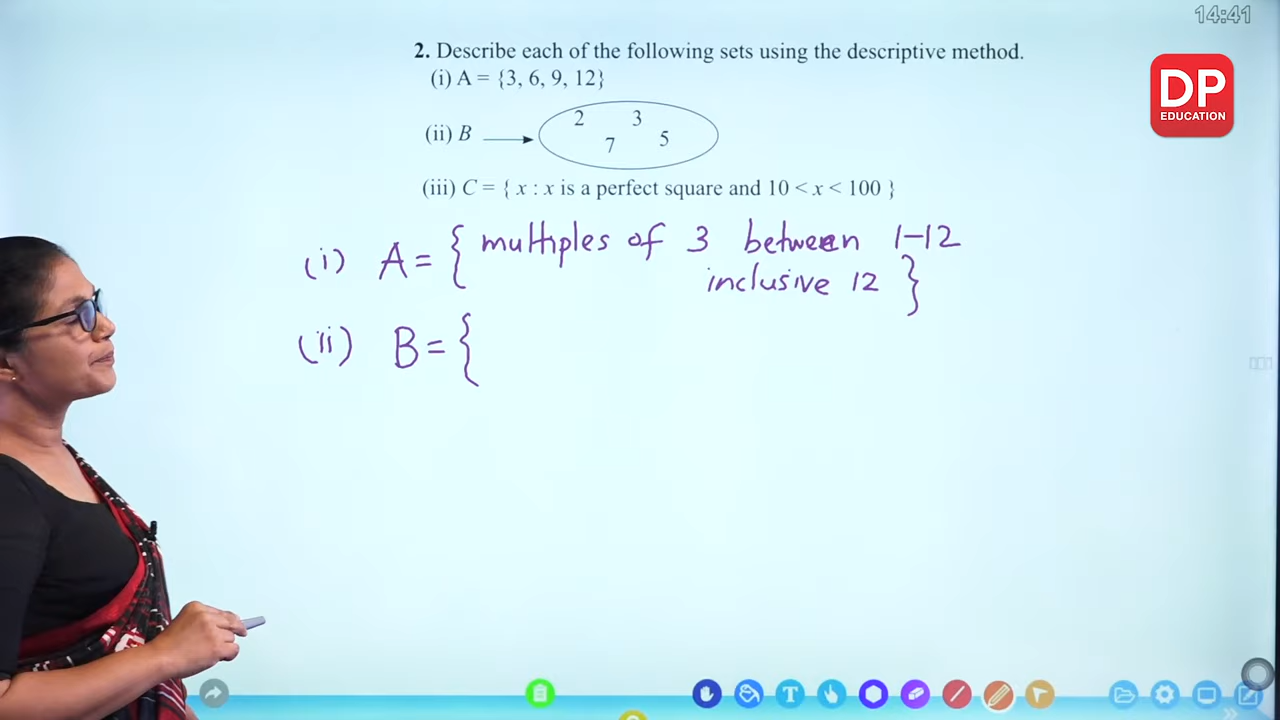 14:41
2. Describe each of the following sets using the descriptive method.
(i) A = {3, 6, 9, 12}
DP
EDUCATION
(ii) B
2 3
7 5
(iii) C = { x : x is a perfect square and 10 < x < 100 }
(i) A = { multiples of 3 between 1-12
inclusive 12 }
(ii) B = {
T